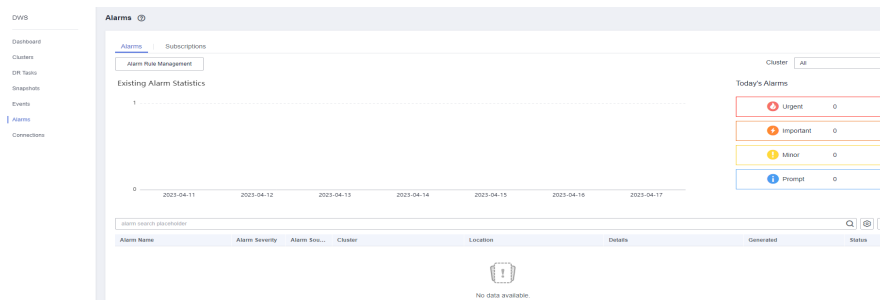 DWS
Alarms
Dashboard
Clusters
DR Tasks
Snapshots
Events
Alarms
Connections
Alarms Subscriptions
Alarm Rule Management
Cluster All
Existing Alarm Statistics
Today's Alarms
1
0
2023-04-11 2023-04-12 2023-04-13 2023-04-14 2023-04-15 2023-04-16 2023-04-17
Urgent 0
Important 0
Minor 0
Prompt 0
alarm search placeholder
Alarm Name Alarm Severity Alarm Sou... Cluster Location Details Generated Status
No data available.